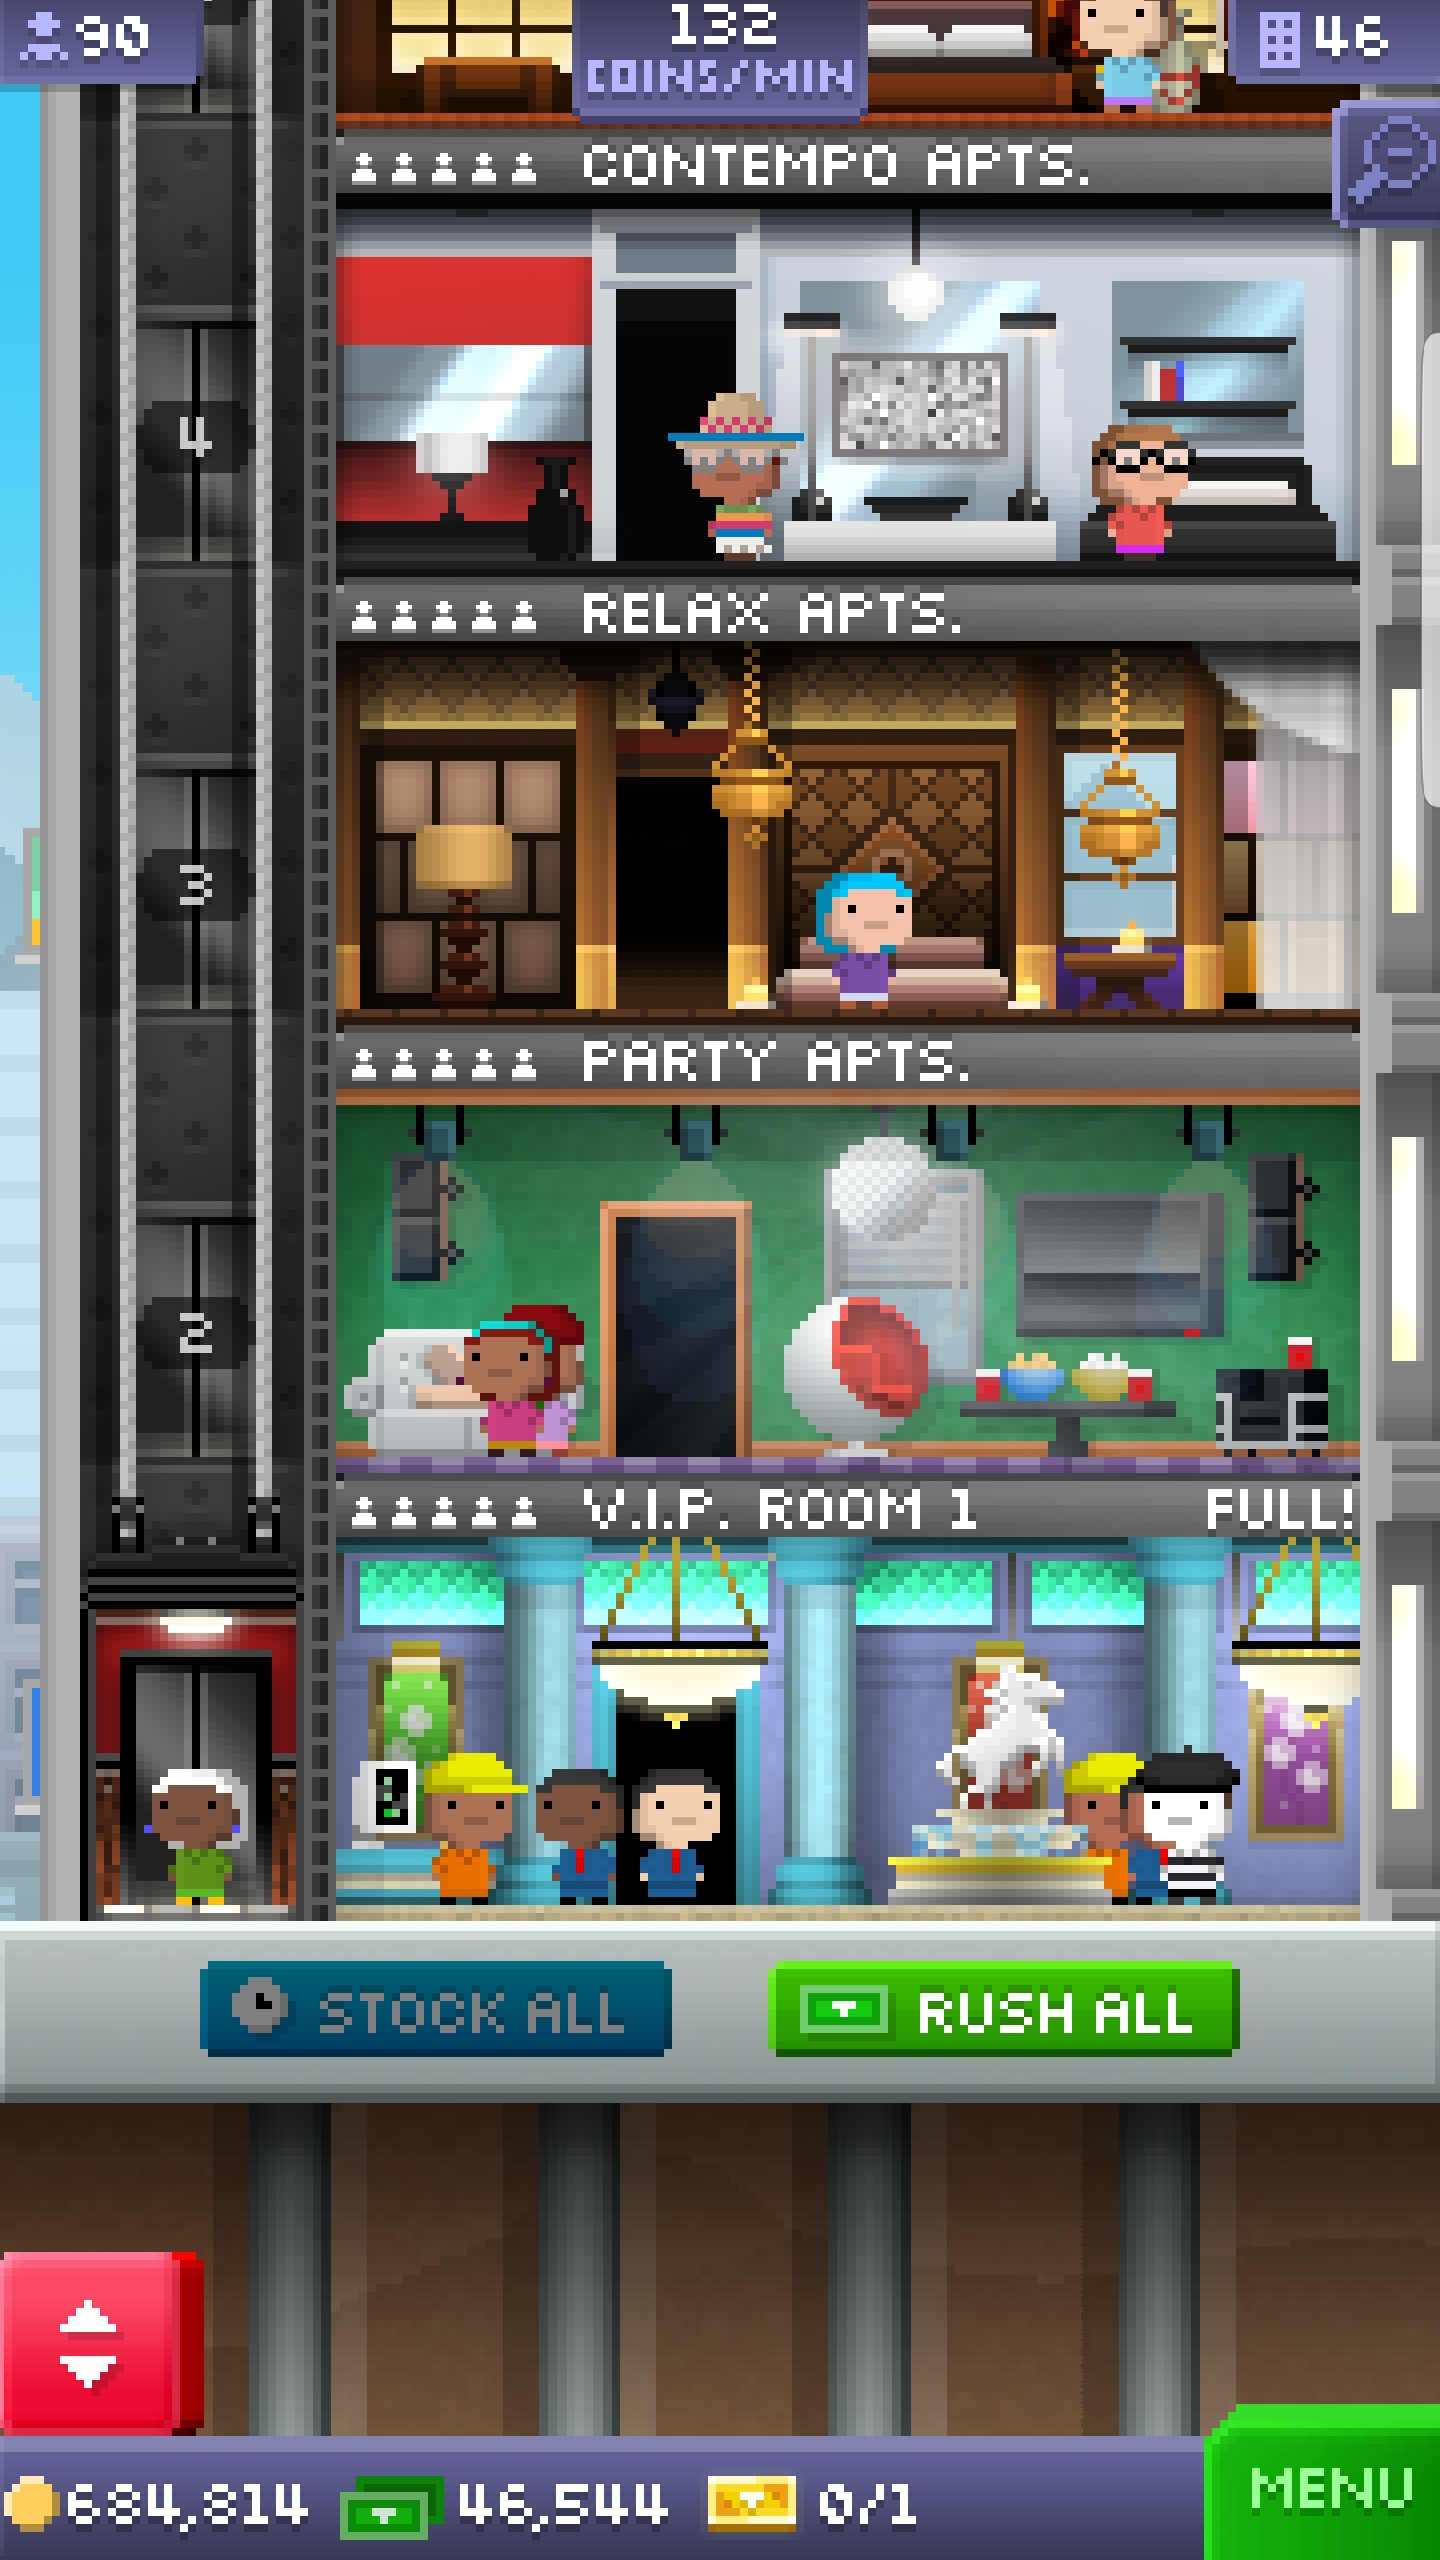 90
132
COINS/MIN
46
CONTEMPO APTS.
4
RELAX APTS.
3
PARTY APTS.
2
V.I.P. ROOM 1 FULL!
STOCK ALL
RUSH ALL
684,814
46,544
0/1
MENU